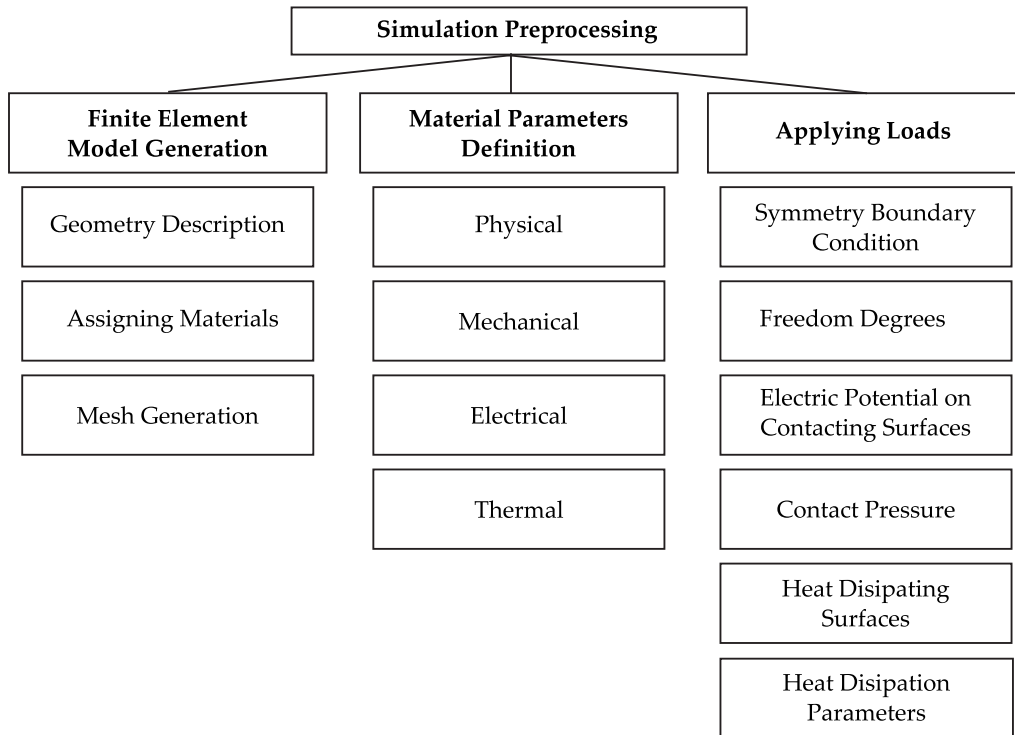 Simulation Preprocessing
Finite Element
Model Generation
Geometry Description
Assigning Materials
Mesh Generation
Material Parameters
Definition
Physical
Mechanical
Electrical
Thermal
Applying Loads
Symmetry Boundary
Condition
Freedom Degrees
Electric Potential on
Contacting Surfaces
Contact Pressure
Heat Disipating
Surfaces
Heat Disipation
Parameters